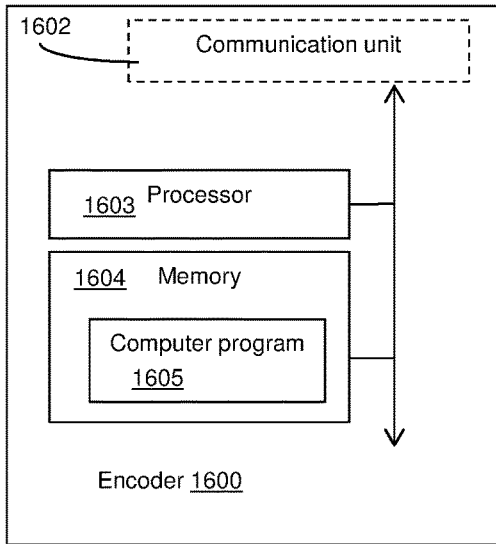 1602
Communication unit
1603 Processor
1604 Memory
Computer program
1605
Encoder 1600